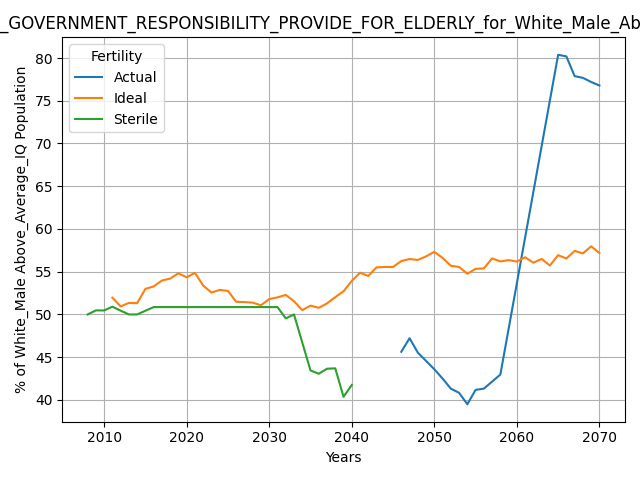 _GOVERNMENT_RESPONSIBILITY_PROVIDE_FOR_ELDERLY_for_White_Male_Ab
Fertility
Actual
Ideal
Sterile
% of White_Male Above_Average_IQ Population
80
75
70
65
60
55
50
45
40
2010 2020 2030 2040 2050 2060 2070
Years